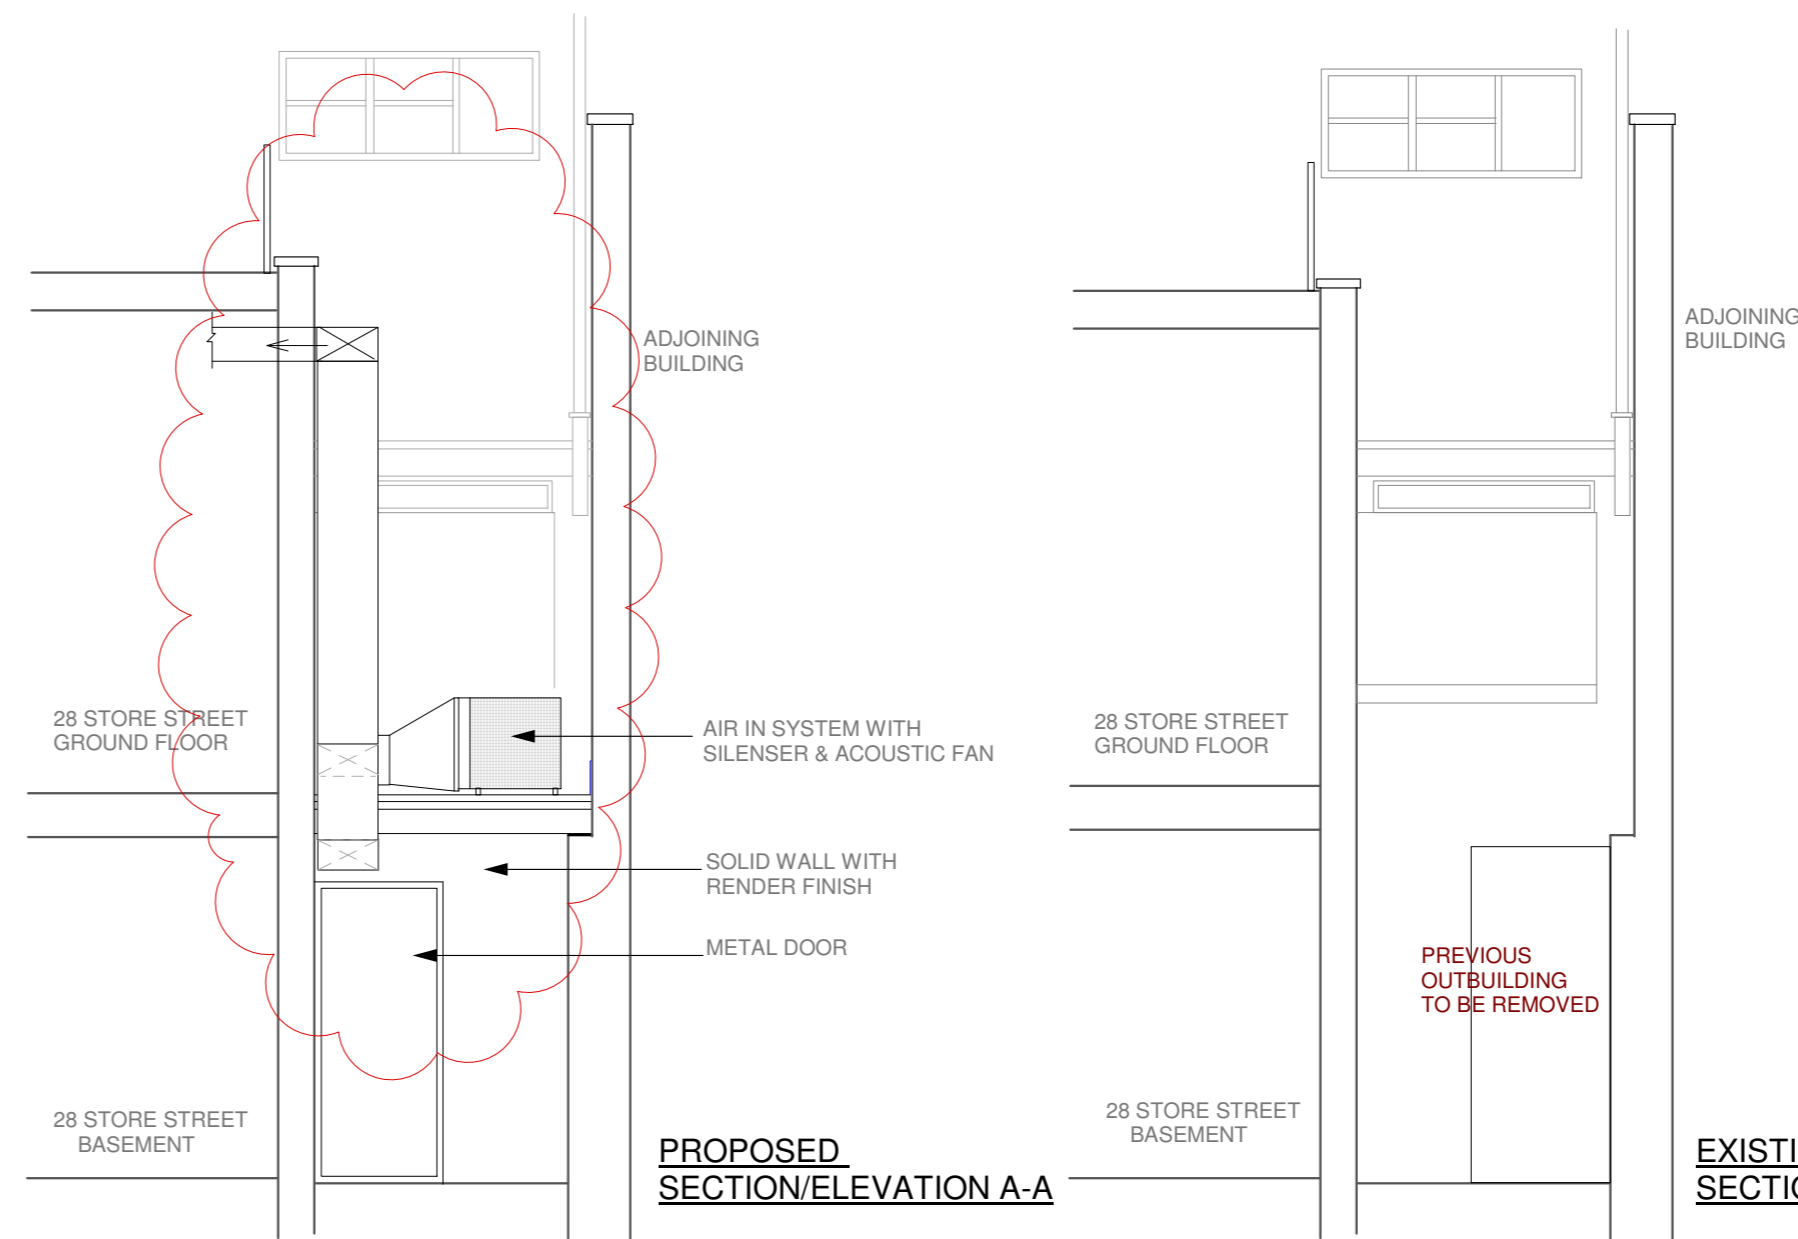 ADJOINING
BUILDING
28 STORE STREET
GROUND FLOOR
AIR IN SYSTEM WITH
SILENSER & ACOUSTIC FAN
SOLID WALL WITH
RENDER FINISH
METAL DOOR
28 STORE STREET
BASEMENT
PROPOSED
SECTION/ELEVATION A-A
ADJOINING
BUILDING
28 STORE STREET
GROUND FLOOR
PREVIOUS
OUTBUILDING
TO BE REMOVED
28 STORE STREET
BASEMENT